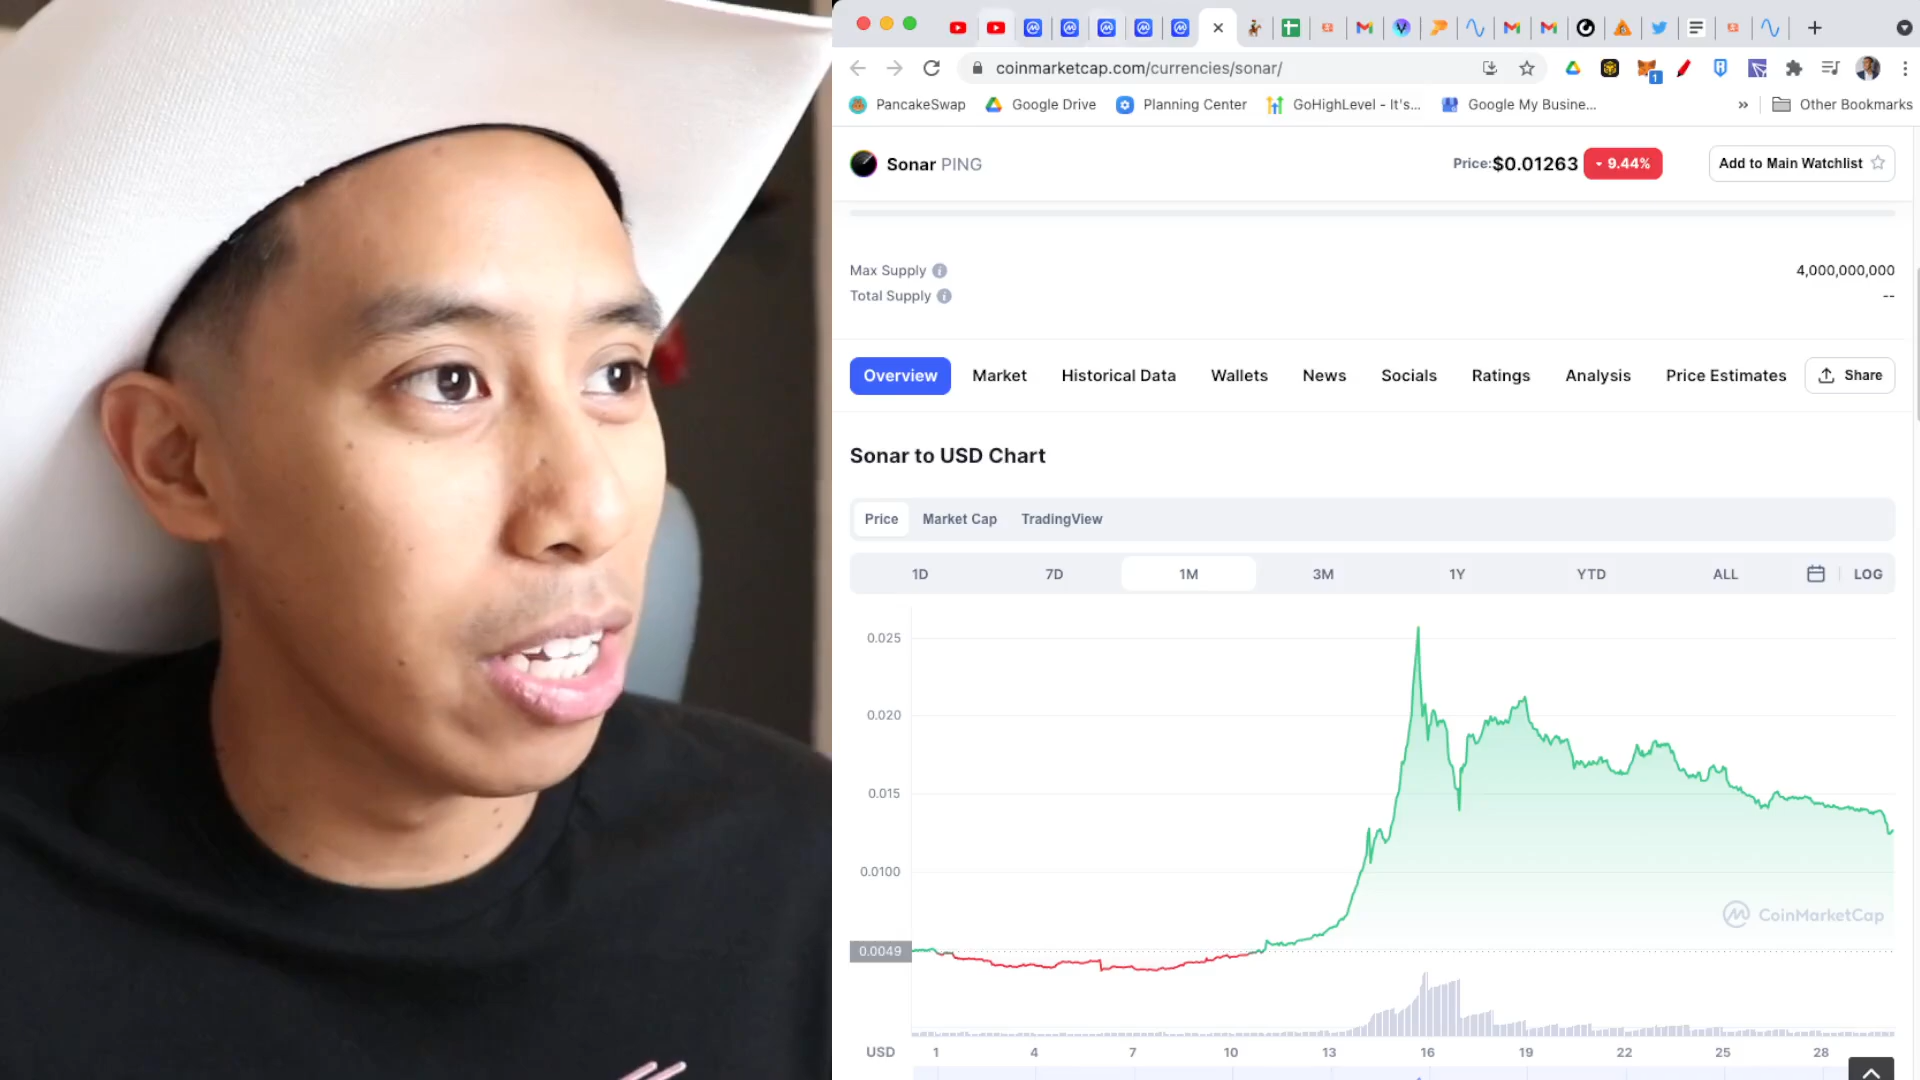 coinmarketcap.com/currencies/sonar/
PancakeSwap Google Drive Planning Center GoHighLevel - It's... Google My Busine... » Other Bookmarks
Sonar PING Price:$0.01263 9.44% Add to Main Watchlist
Max Supply 4,000,000,000
Total Supply --
Overview Market Historical Data Wallets News Socials Ratings Analysis Price Estimates Share
Sonar to USD Chart
Price Market Cap TradingView
1D 7D 1M 3M 1Y YTD ALL LOG
0.025
0.020
0.015
0.0100
CoinMarketCap
0.0049
USD 1 4 7 10 13 16 19 22 25 28